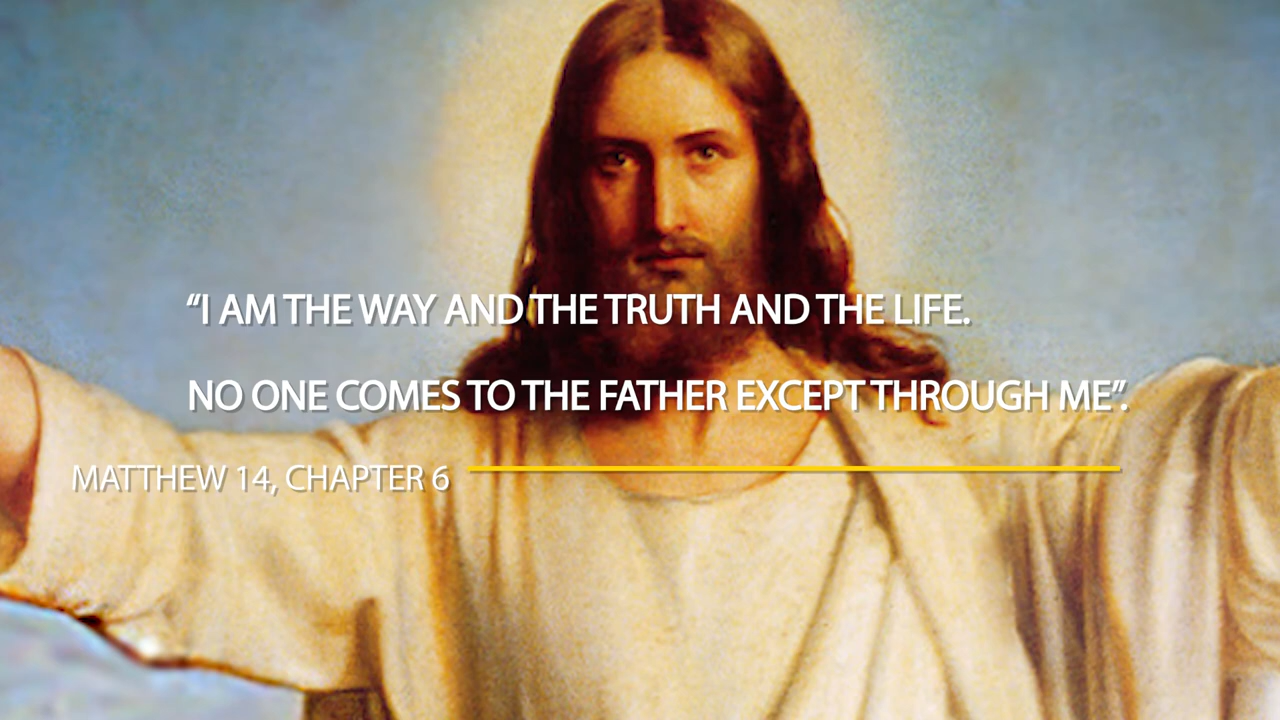 “I AM THE WAY AND THE TRUTH AND THE LIFE.
NO ONE COMES TO THE FATHER EXCEPT THROUGH ME”.
MATTHEW 14, CHAPTER 6